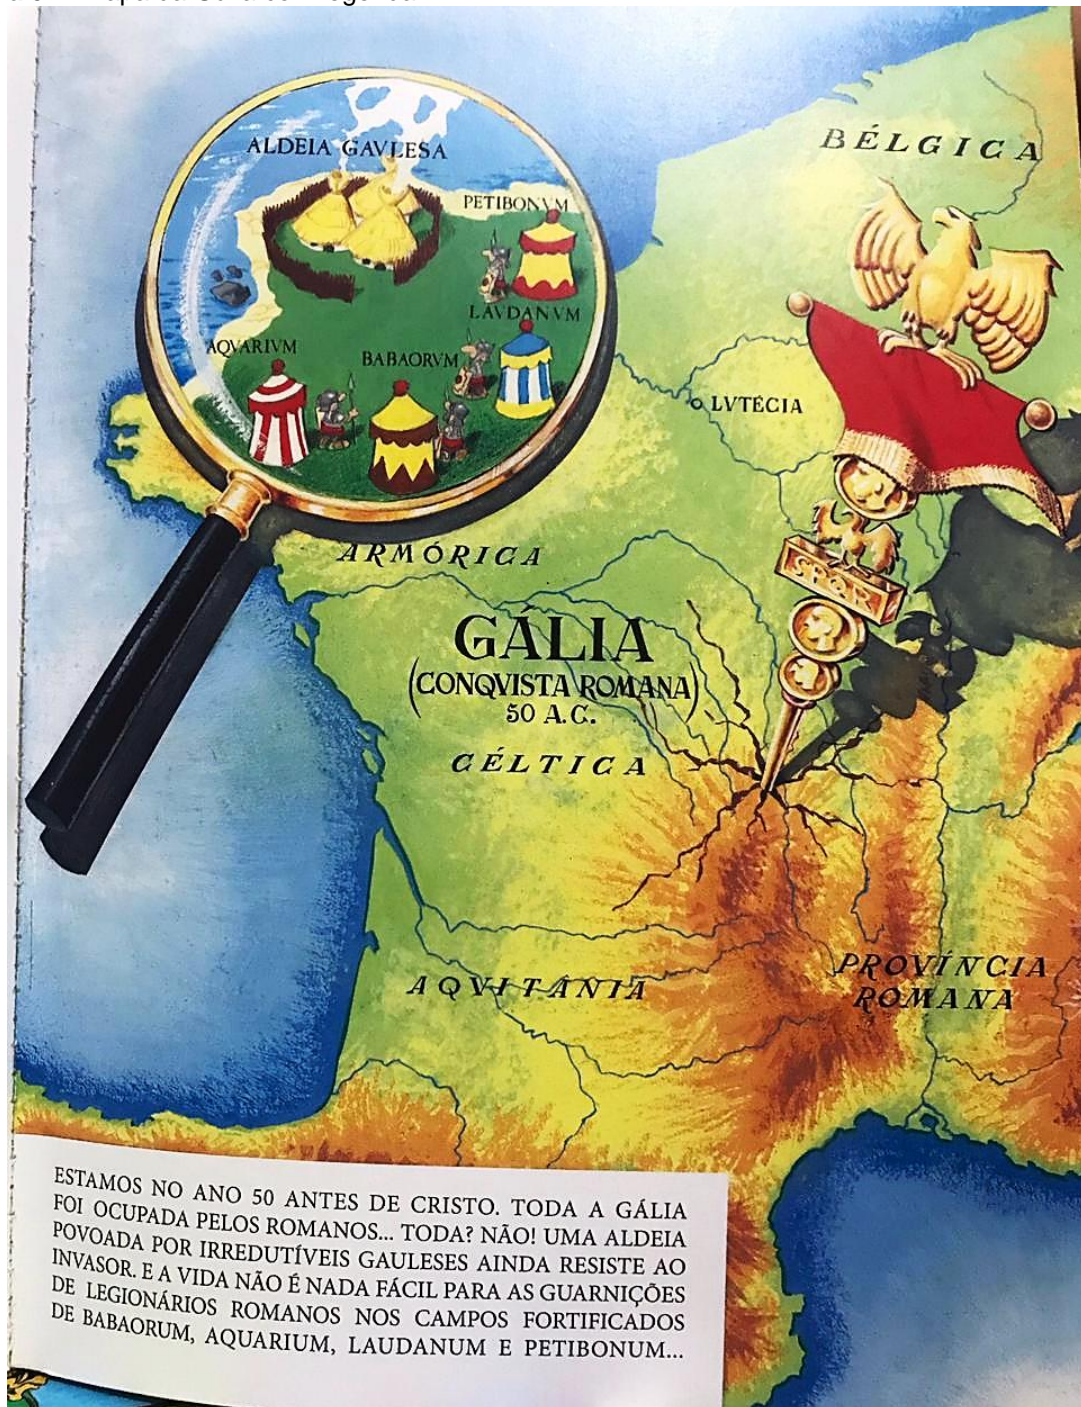 ALDEIA GAVLESA
PETIBONVM
LAVDANVM
AQVARIVM
BABAORVM
BÉLGICA
LVTÉCIA
SPQR
ARMÓRICA
GÁLIA
(CONQVISTA ROMANA)
50 A.C.
CÉLTICA
AQVITÂNIA
PROVÍNCIA
ROMANA
ESTAMOS NO ANO 50 ANTES DE CRISTO. TODA A GÁLIA
FOI OCUPADA PELOS ROMANOS... TODA? NÃO! UMA ALDEIA
POVOADA POR IRREDUTÍVEIS GAULESES AINDA RESISTE AO
INVASOR. E A VIDA NÃO É NADA FÁCIL PARA AS GUARNIÇÕES
DE LEGIONÁRIOS ROMANOS NOS CAMPOS FORTIFICADOS
DE BABAORUM, AQUARIUM, LAUDANUM E PETIBONUM...